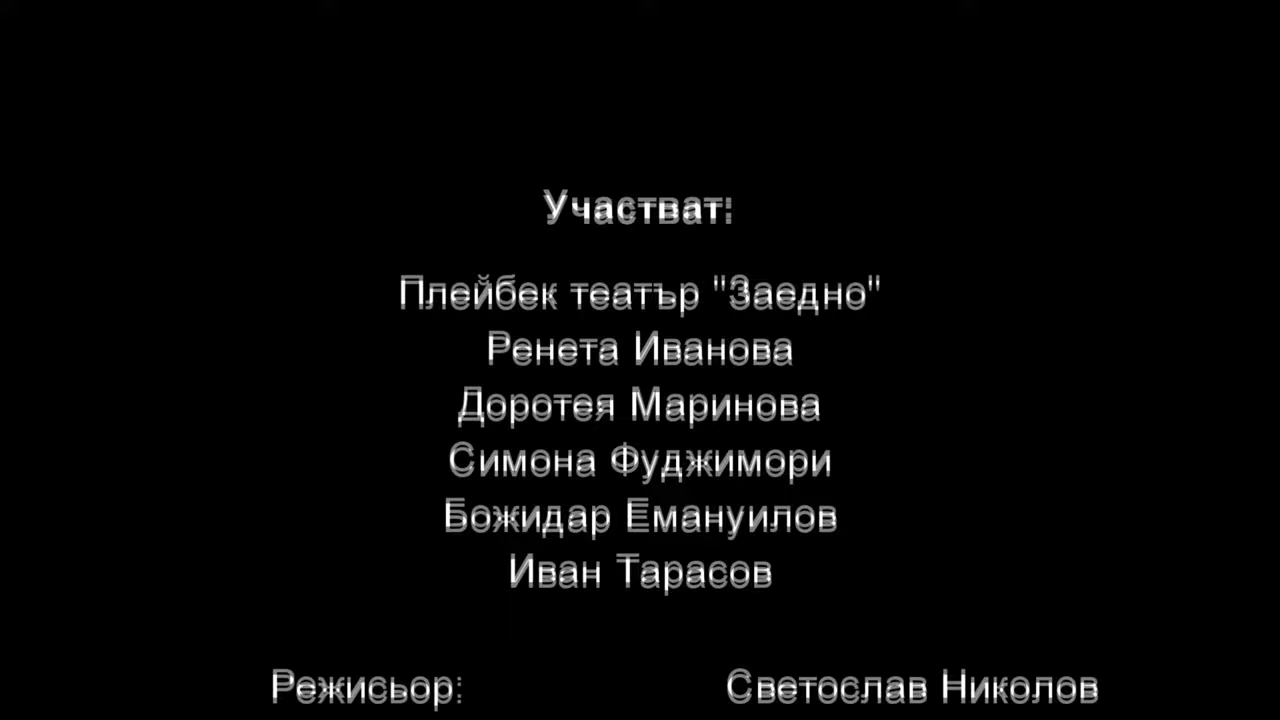 Участват:
Плейбек театър "Заедно"
Ренета Иванова
Доротея Маринова
Симона Фуджимори
Божидар Емануилов
Иван Тарасов
Режисьор: Светослав Николов